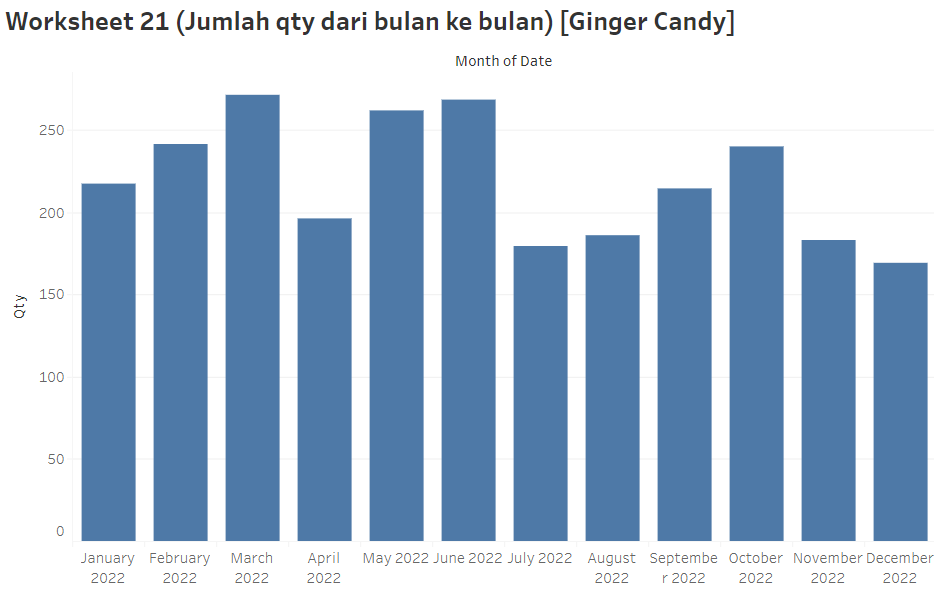 Worksheet 21 (Jumlah qty dari bulan ke bulan) [Ginger Candy]
Month of Date
250
200
150
100
50
0
Qty
January 2022
February 2022
March 2022
April 2022
May 2022
June 2022
July 2022
August 2022
Septembe
r 2022
October 2022
November 2022
December 2022